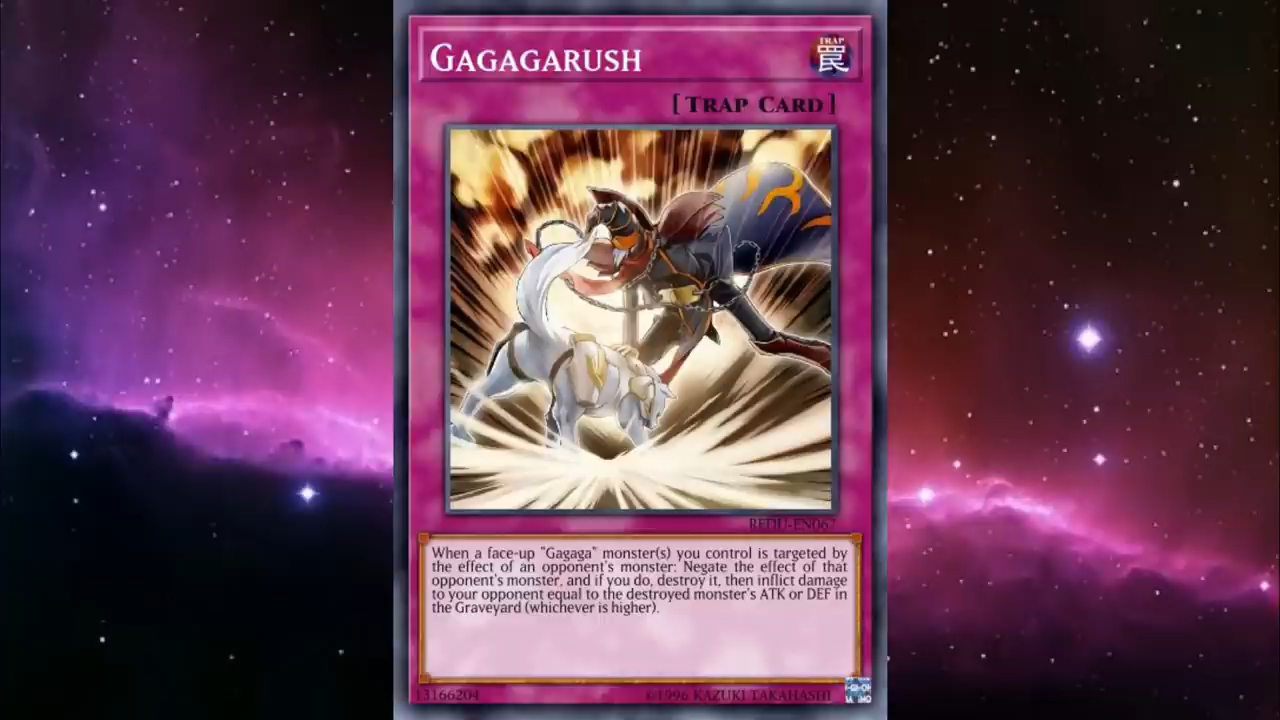 GAGAGARUSH
TRAP
罠
[TRAP CARD]
REDU-EN067
When a face-up "Gagaga" monster(s) you control is targeted by
the effect of an opponent's monster: Negate the effect of that
opponent's monster, and if you do, destroy it, then inflict damage
to your opponent equal to the destroyed monster's ATK or DEF in
the Graveyard (whichever is higher).
13166204
©1996 KAZUKI TAKAHASHI